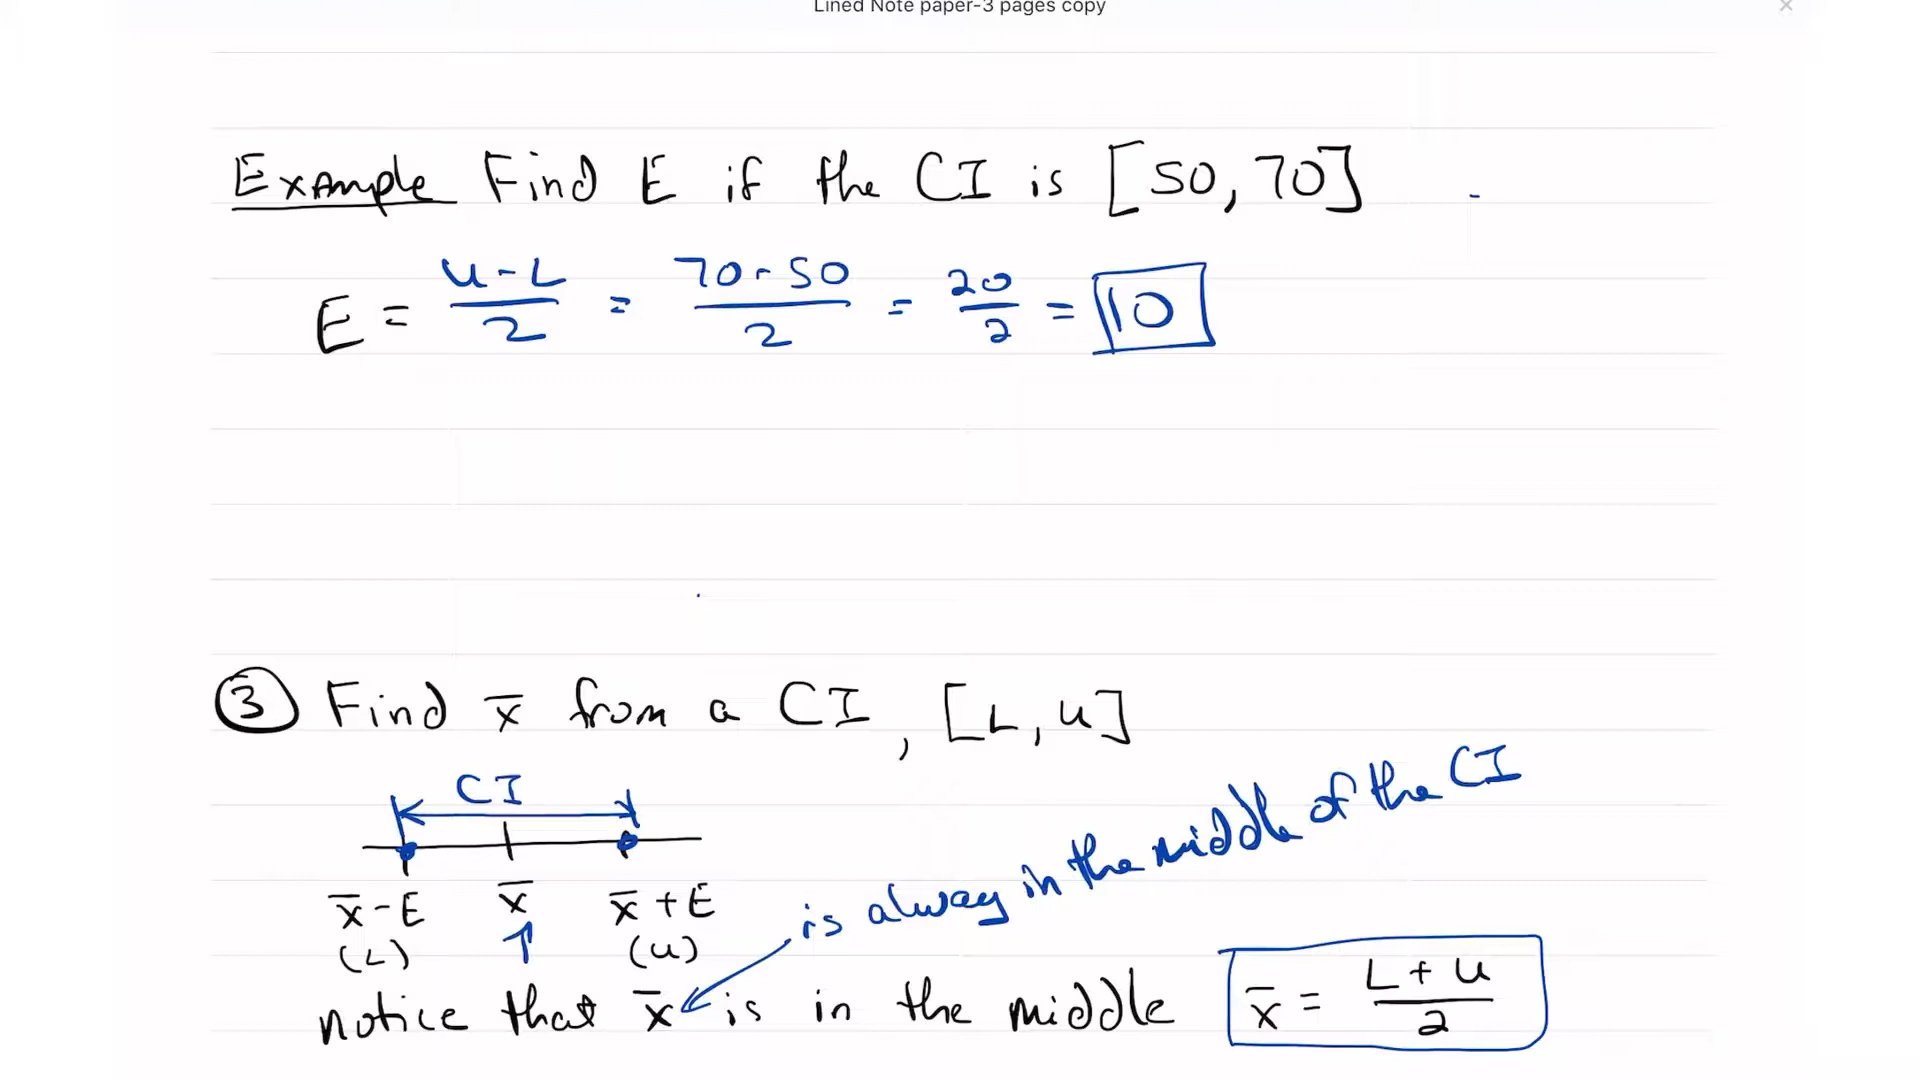 Lined Note paper-3 pages copy
Example Find E if the CI is [50, 70]
E = U-L/2 = 70-50/2 = 20/2 = 10
③ Find x̄ from a CI, [L, U]
CI
x̄-E x̄ x̄+E
(L) ↑ (U)
is alway in the middle of the CI
notice that x̄ is in the middle x̄ = L+U/2